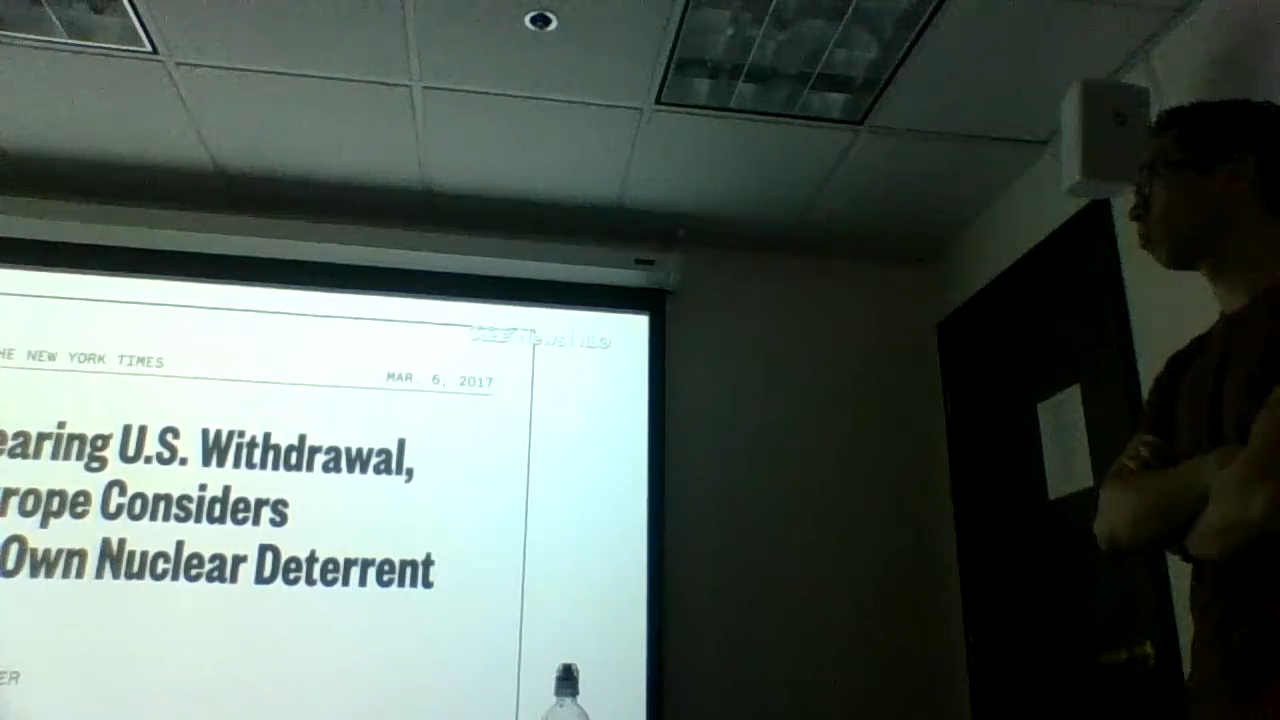 HE NEW YORK TIMES
MAR. 6, 2017
earing U.S. Withdrawal,
rope Considers
Own Nuclear Deterrent
ER